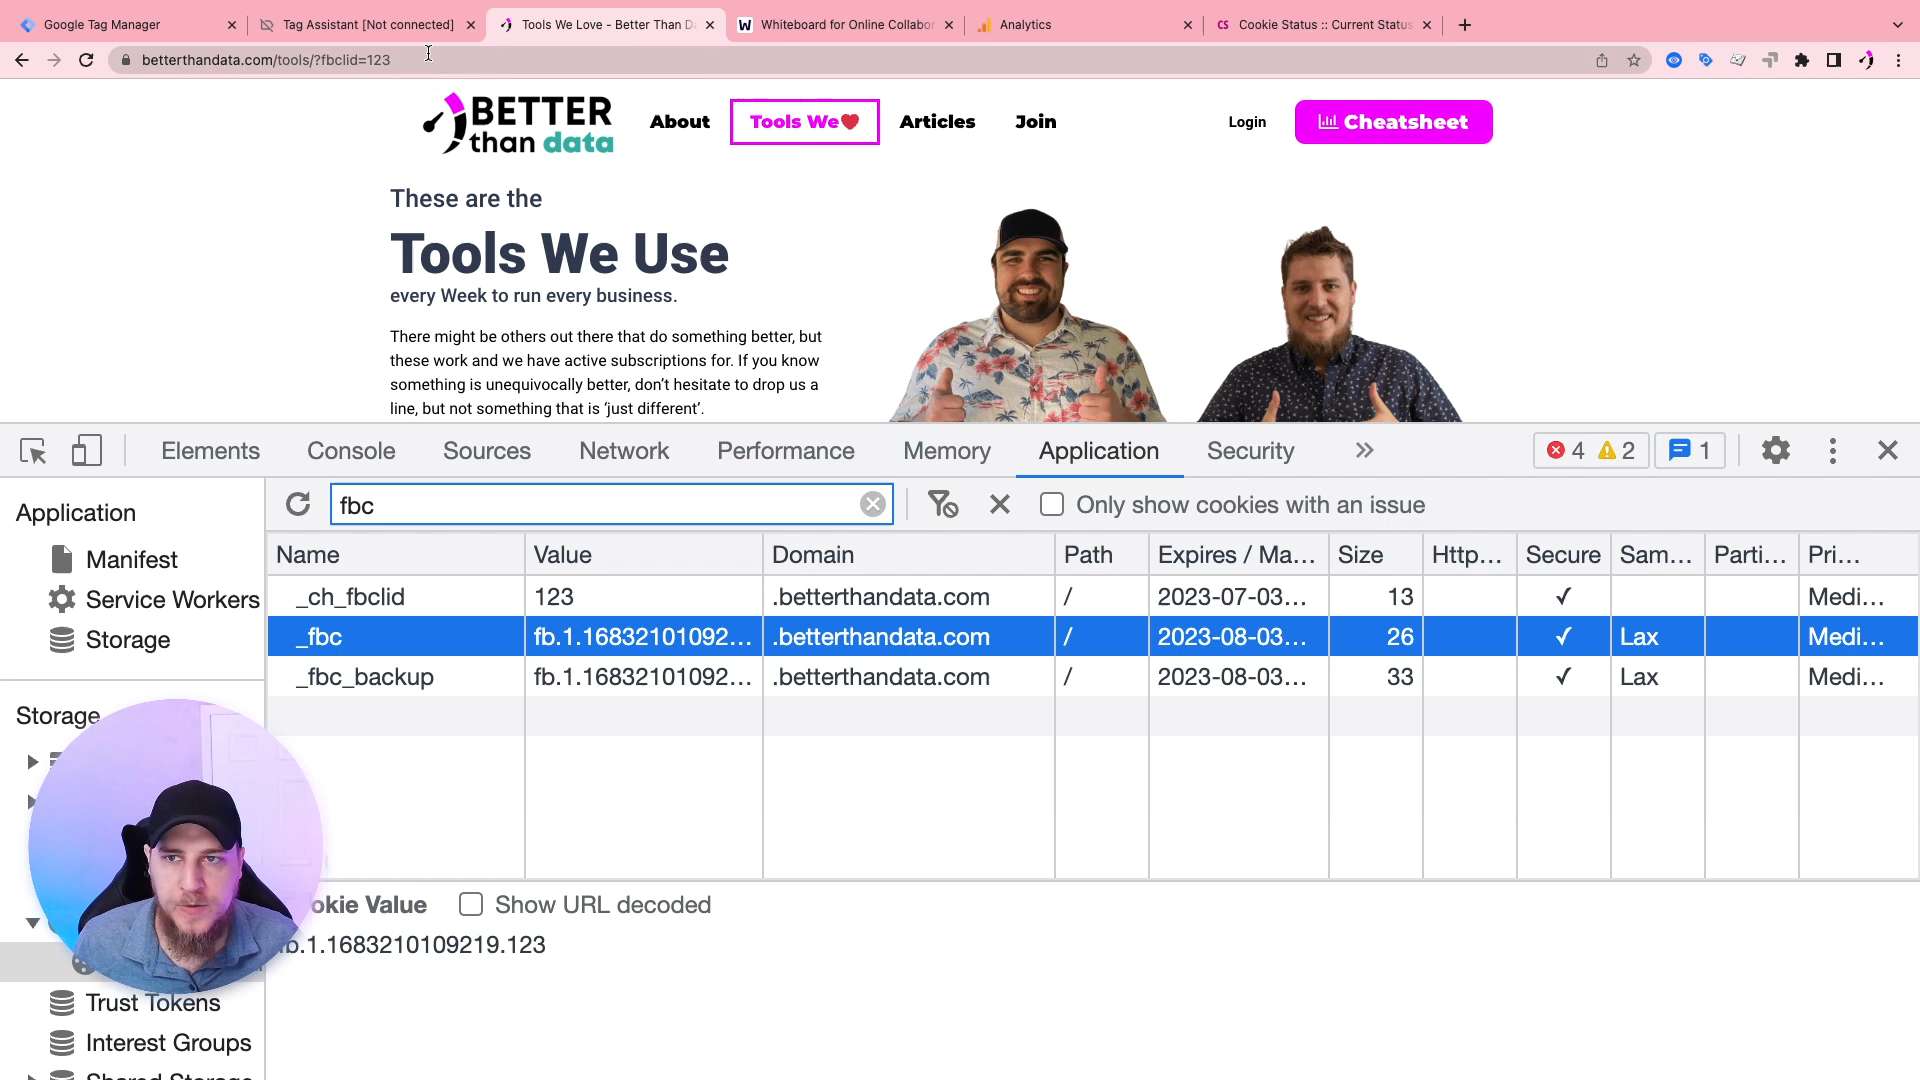 Google Tag Manager
Tag Assistant [Not connected]
Tools We Love - Better Than Da
Whiteboard for Online Collabor
Analytics
CS Cookie Status :: Current Status
betterthandata.com/tools/?fbclid=123
BETTER
than data
About
Tools We
Articles
Join
Login
Cheatsheet
These are the
Tools We Use
every Week to run every business.
There might be others out there that do something better, but
these work and we have active subscriptions for. If you know
something is unequivocally better, don’t hesitate to drop us a
line, but not something that is ‘just different’.
Elements
Console
Sources
Network
Performance
Memory
Application
Security
4
2
1
Application
Manifest
Service Workers
Storage
Storage
Trust Tokens
Interest Groups
Shared Storage
fbc
Only show cookies with an issue
Name Value Domain Path Expires / Ma... Size Http... Secure Sam... Parti... Pri...
_ch_fbclid 123 .betterthandata.com / 2023-07-03... 13 ✓ Medi...
_fbc fb.1.16832101092... .betterthandata.com / 2023-08-03... 26 ✓ Lax Medi...
_fbc_backup fb.1.16832101092... .betterthandata.com / 2023-08-03... 33 ✓ Lax Medi...
okie Value
Show URL decoded
b.1.1683210109219.123